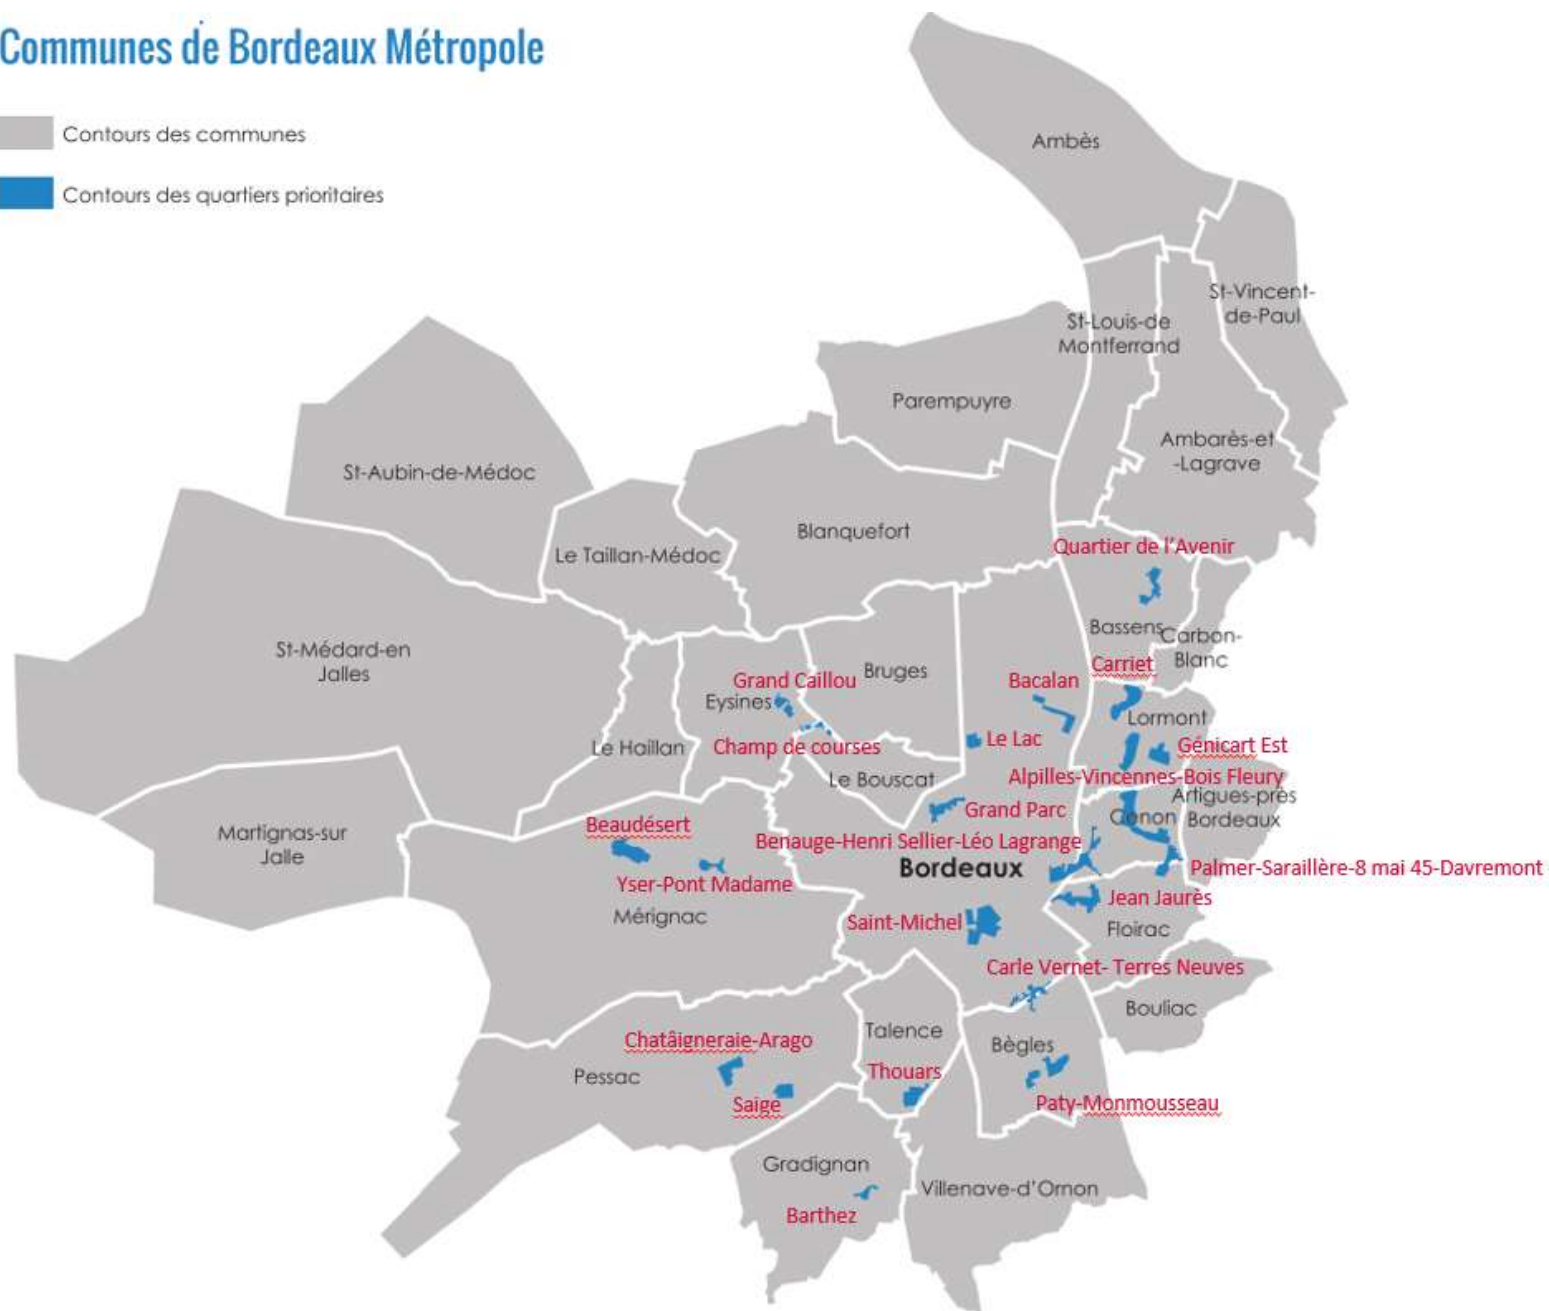 Communes de Bordeaux Métropole
Contours des communes
Contours des quartiers prioritaires
Ambès
St-Vincent-
de-Paul
St-Louis-de
Montferrand
Parempuyre
Ambarès-et
-Lagrave
St-Aubin-de-Médoc
Blanquefort
Le Taillan-Médoc
Quartier de l'Avenir
Bassens
Carbon-
Blanc
St-Médard-en
Jalles
Carriet
Bruges
Grand Caillou
Bacalan
Eysines
Lormont
Le Lac
Génicart Est
Le Haillan
Champ de courses
Le Bouscat
Alpilles-Vincennes-Bois Fleury
Artigues-près
Bordeaux
Grand Parc
Cenon
Beaudésert
Martignas-sur
Jalle
Benauge-Henri Sellier-Léo Lagrange
Bordeaux
Palmer-Saraillère-8 mai 45-Davremont
Yser-Pont Madame
Jean Jaurès
Mérignac
Saint-Michel
Floirac
Carle Vernet- Terres Neuves
Bouliac
Talence
Chatâigneraie-Arago
Bègles
Thouars
Pessac
Saige
Paty-Monmousseau
Gradignan
Villenave-d'Ornon
Barthez